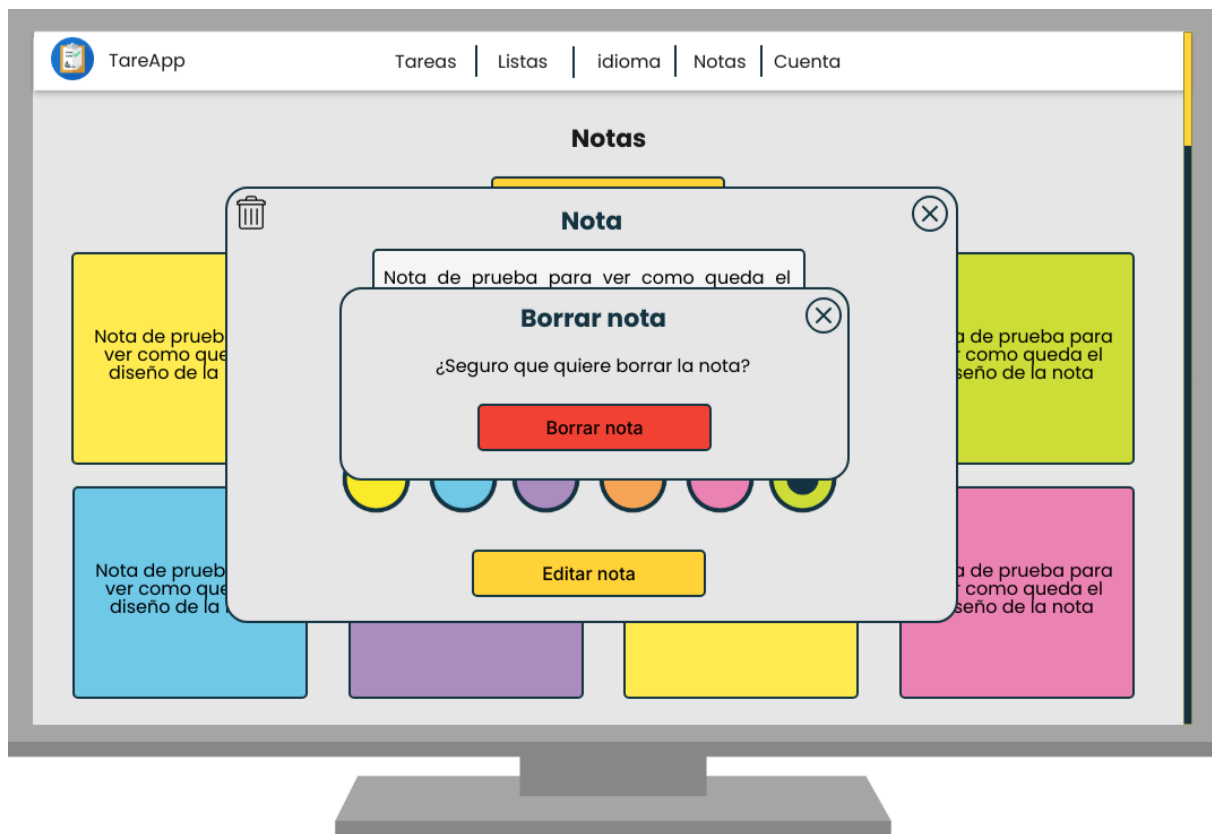 TareApp
Tareas
Listas
idioma
Notas
Cuenta
Notas
Nota
Nota de prueba para ver como queda el
Borrar nota
¿Seguro que quiere borrar la nota?
Borrar nota
Editar nota
Nota de prueb
ver como que
diseño de la
de prueba para
como queda el
seño de la nota
Nota de prueb
ver como que
diseño de la
de prueba para
como queda el
seño de la nota